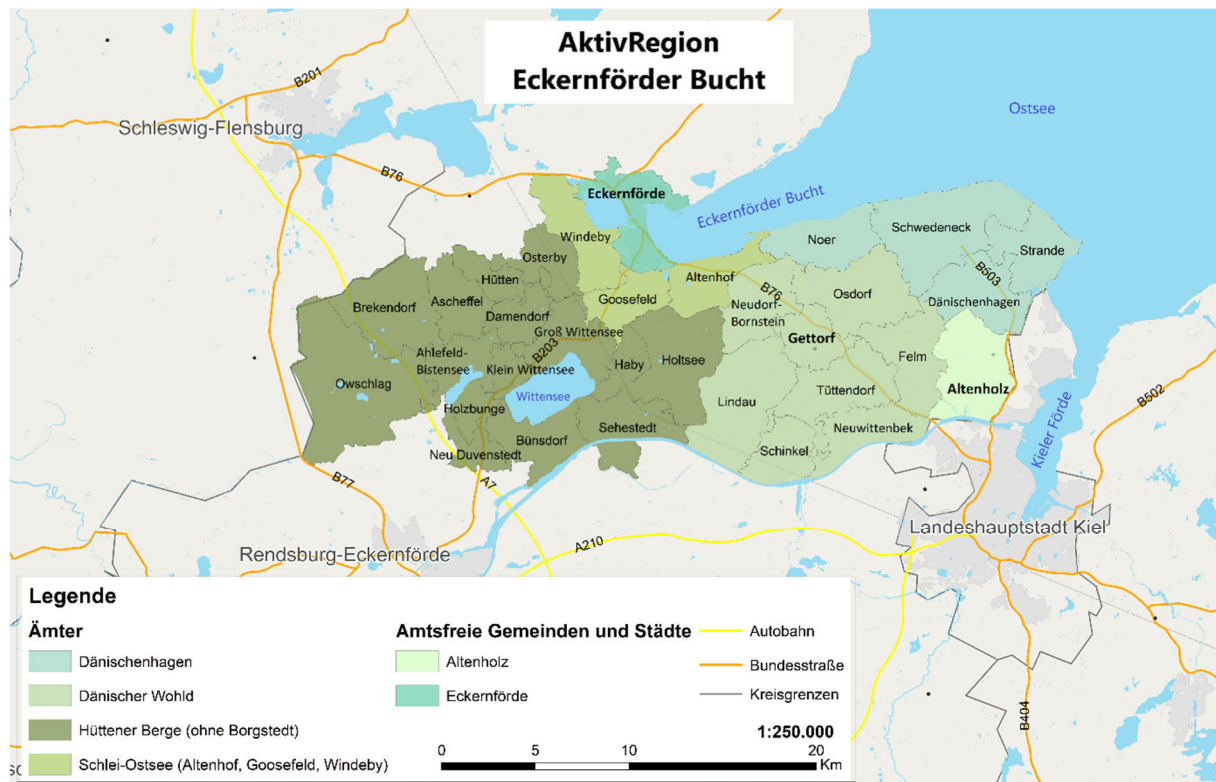 AktivRegion
Eckernförder Bucht
Ostsee
B201
Schleswig-Flensburg
B76
Eckernförde
Eckernförder Bucht
Windeby
Noer
Schwedeneck
Strande
Osterby
B503
Hütten
Altenhof
B76
Brekendorf
Ascheffel
Goosefeld
Neudorf-
Bornstein
Osdorf
Dänischenhagen
Damendorf
Groß Wittensee
Gettorf
B203
Ahlefeld-
Bistensee
Klein Wittensee
Haby
Holtsee
Felm
Owschlag
Wittensee
Lindau
Tüttendorf
Altenholz
B502
Holzbunge
Kieler Förde
Bünsdorf
Sehestedt
Neuwittenbek
Neu Duvenstedt
Schinkel
B77
A7
Landeshauptstadt Kiel
Rendsburg-Eckernförde
A210
B404
Legende
Ämter
Dänischenhagen
Dänischer Wohld
Hüttener Berge (ohne Borgstedt)
Schlei-Ostsee (Altenhof, Goosefeld, Windeby)
Amtsfreie Gemeinden und Städte
Altenholz
Eckernförde
Autobahn
Bundesstraße
Kreisgrenzen
1:250.000
0 5 10 20
Km